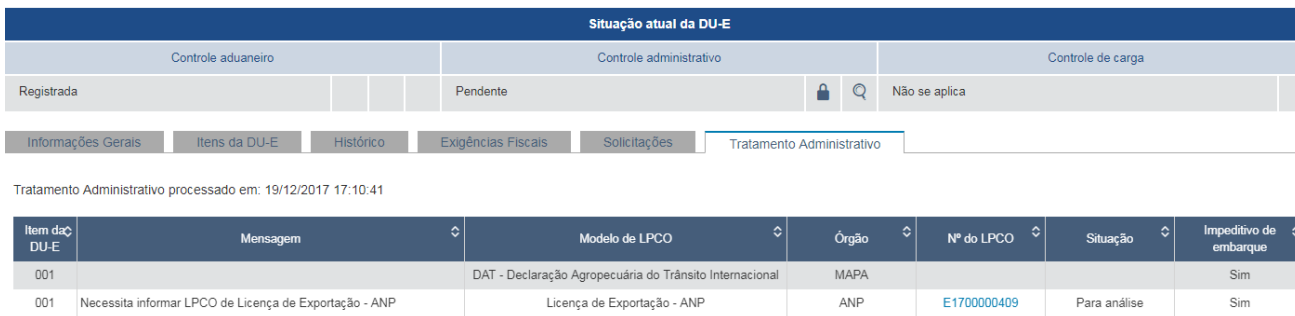 Situação atual da DU-E
Controle aduaneiro Controle administrativo Controle de carga
Registrada Pendente Não se aplica
Informações Gerais Itens da DU-E Histórico Exigências Fiscais Solicitações Tratamento Administrativo
Tratamento Administrativo processado em: 19/12/2017 17:10:41
Item da DU-E Mensagem Modelo de LPCO Órgão Nº do LPCO Situação Impeditivo de embarque
001 DAT - Declaração Agropecuária do Trânsito Internacional MAPA Sim
001 Necessita informar LPCO de Licença de Exportação - ANP Licença de Exportação - ANP ANP E1700000409 Para análise Sim